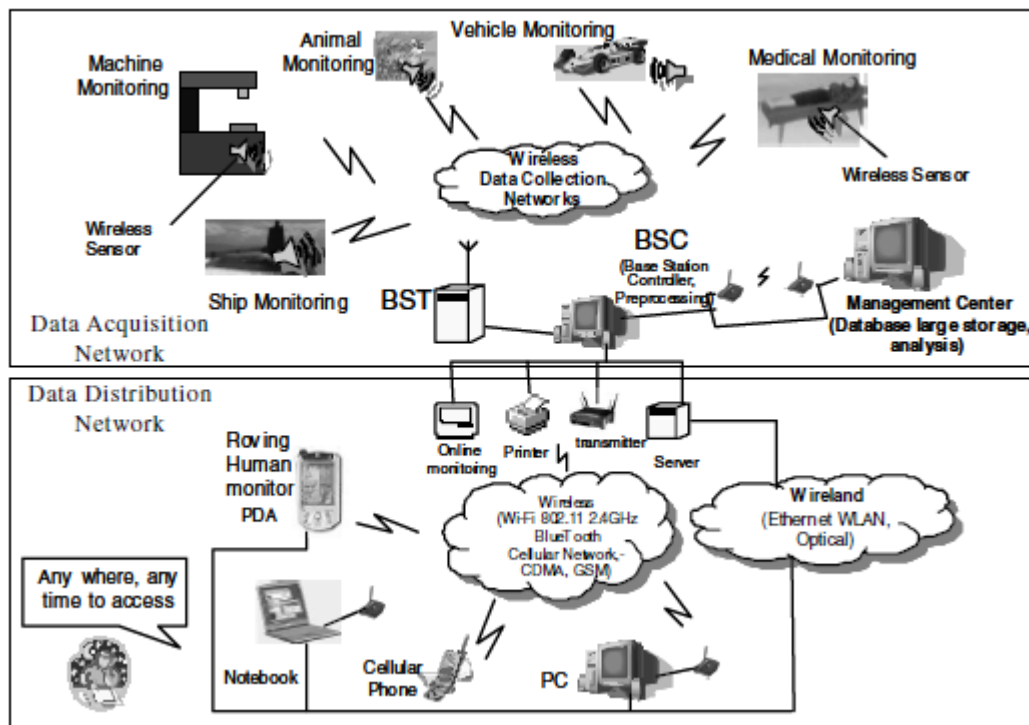 Animal
Monitoring
Vehicle Monitoring
Machine
Monitoring
Medical Monitoring
Wireless
Data Collection
Networks
Wireless Sensor
Wireless
Sensor
Ship Monitoring
BST
BSC
(Base Station
Controller,
Preprocessing)
Management Center
(Database large storage,
analysis)
Data Acquisition
Network
Data Distribution
Network
Online
monitoring
Printer
transmitter
Server
Roving
Human
monitor
PDA
Wireless
(Wi-Fi 802.11 2.4GHz
BlueTooth
Cellular Network,-
CDMA, GSM)
Wireland
(Ethernet WLAN,
Optical)
Any where, any
time to access
Notebook
Cellular
Phone
PC